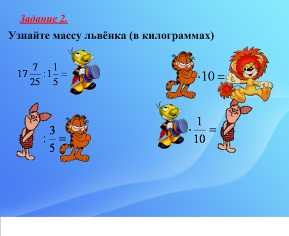 Задание 2.
Узнайте массу львёнка (в килограммах)
17 7/25 : 1 1/5 =
· 10 =
: 3/5 =
· 1/10 =